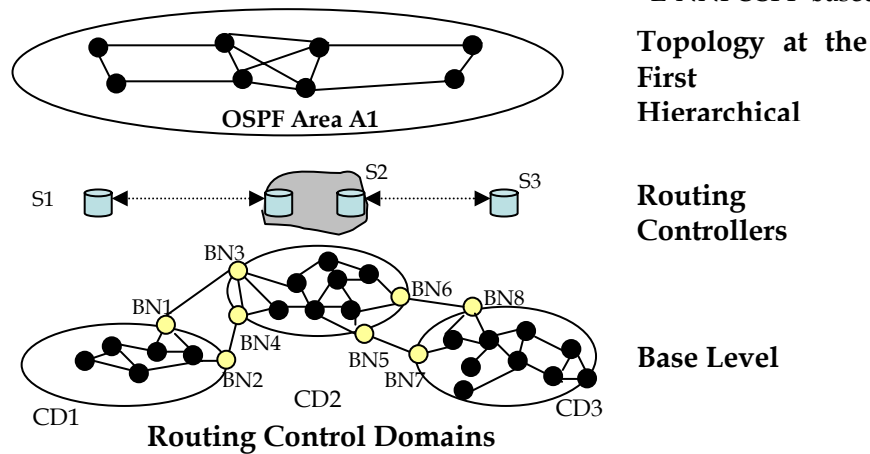 Topology at the
First
Hierarchical
OSPF Area A1
S1
S2
S3
Routing
Controllers
BN3
BN6
BN8
BN1
BN4
BN5
BN7
BN2
Base Level
CD1
CD2
CD3
Routing Control Domains